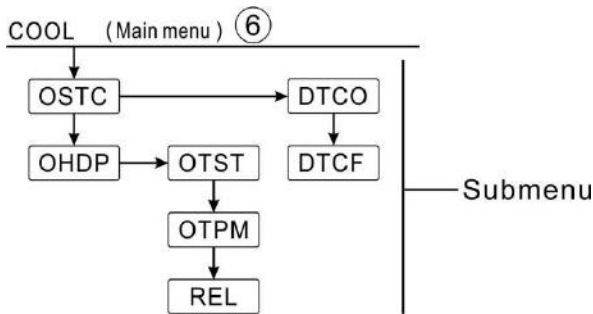 COOL (Main menu) ⑥
OSTC DTCO
OHDP OTST DTCF
Submenu
OTPM
REL